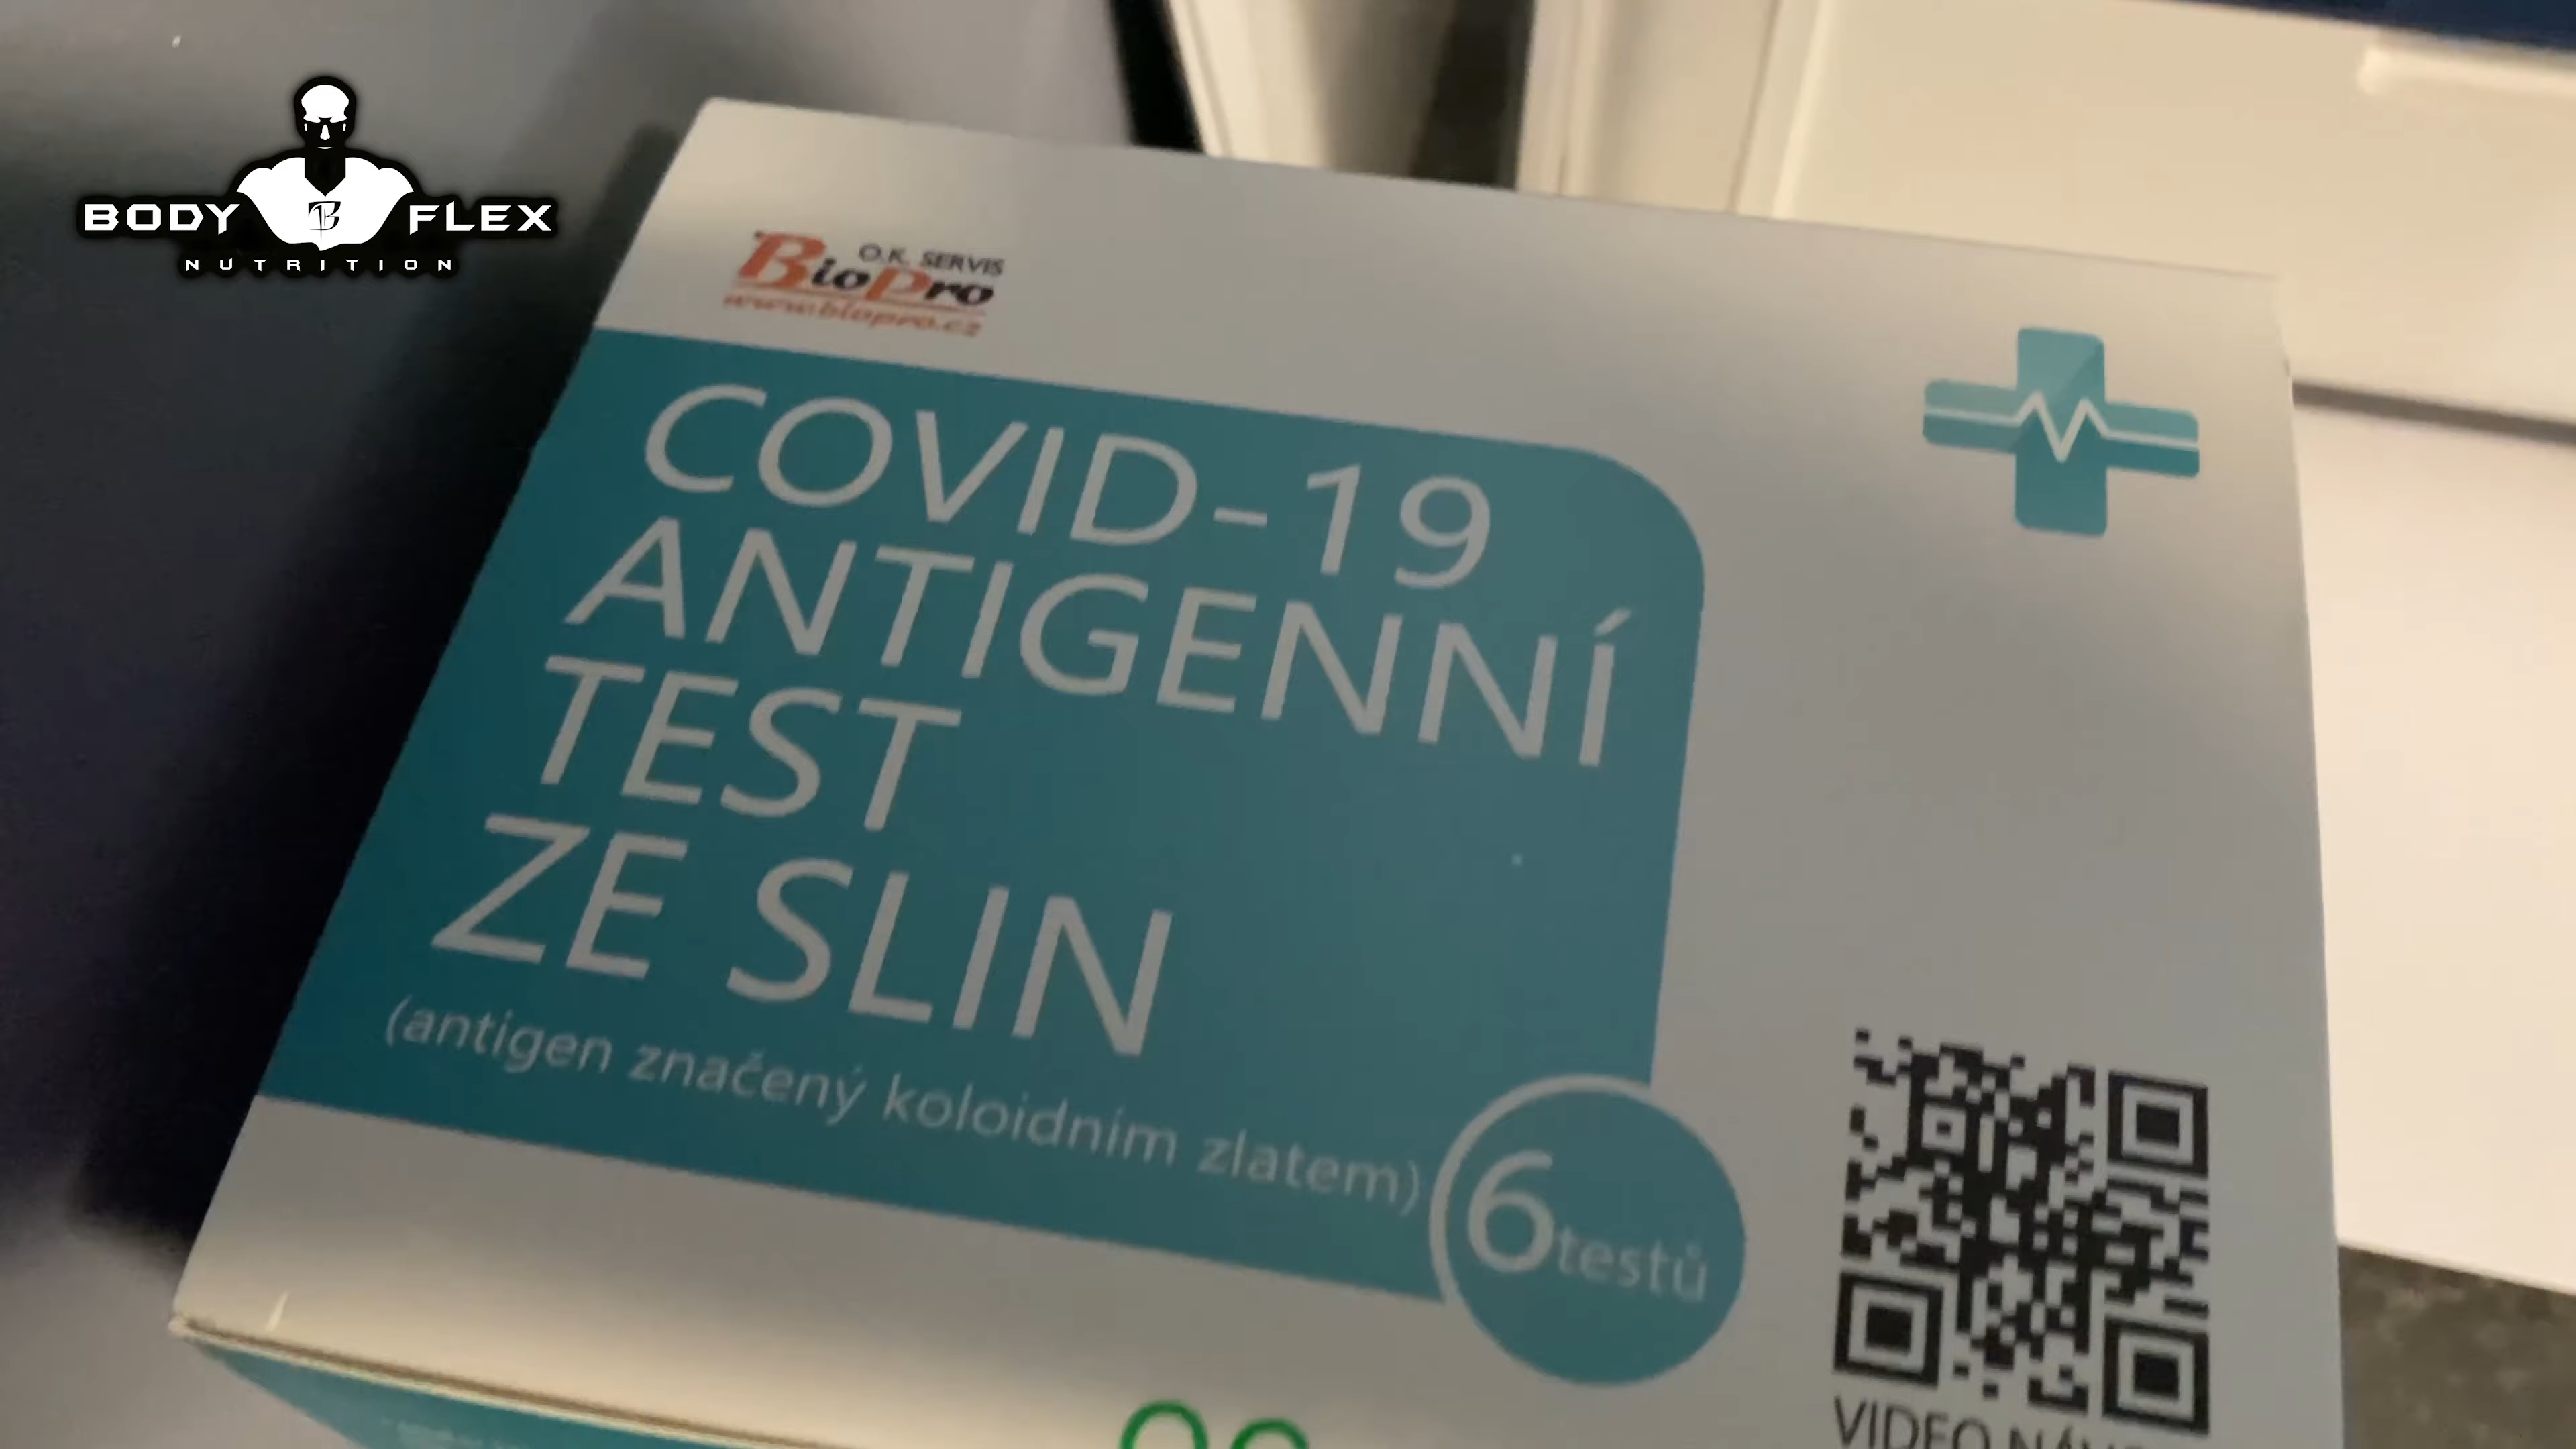 BODY FLEX
NUTRITION
O.K. SERVIS
BioPro
www.biopro.cz
COVID-19
ANTIGENNÍ
TEST
ZE SLIN
(antigen značený koloidním zlatem)
6 testů
VIDEO